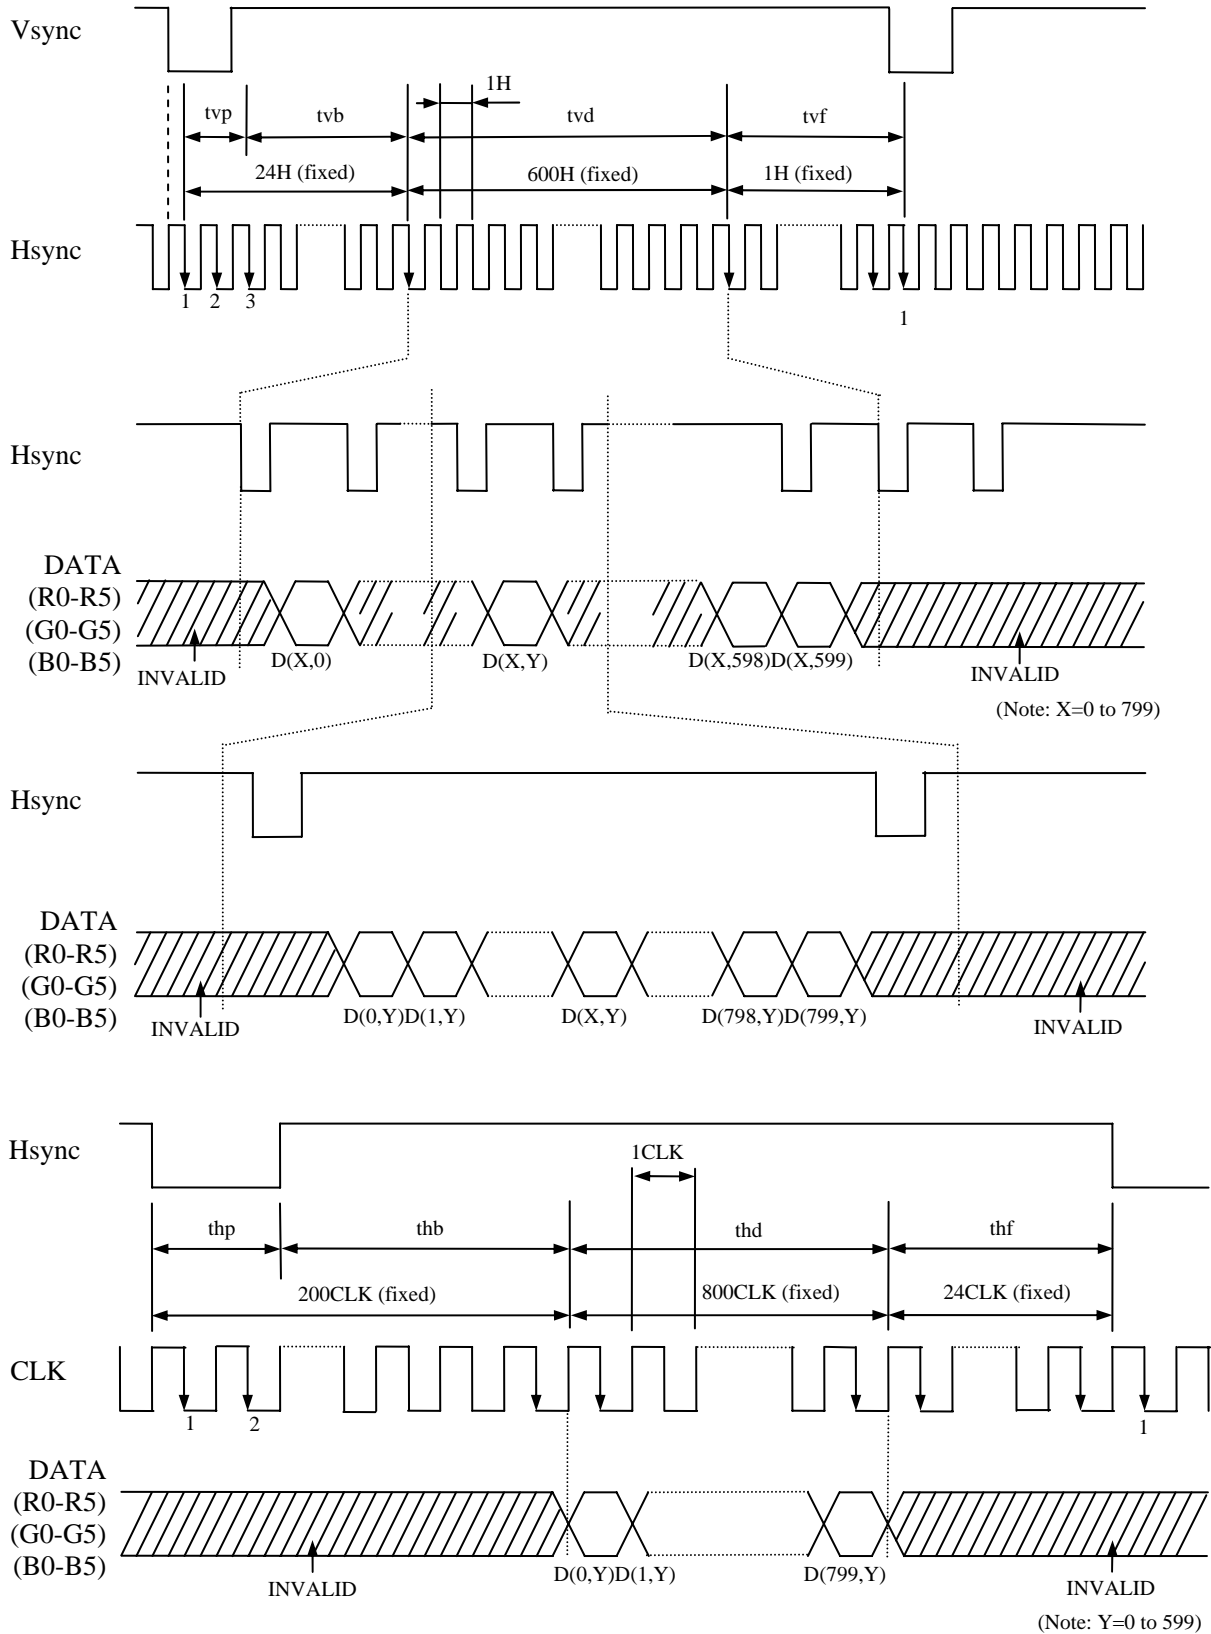 Vsync
1H
tvp
tvb
tvd
tvf
24H (fixed)
600H (fixed)
1H (fixed)
Hsync
1
2
3
1
Hsync
DATA
(R0-R5)
(G0-G5)
(B0-B5)
INVALID
D(X,0)
D(X,Y)
D(X,598)D(X,599)
INVALID
(Note: X=0 to 799)
Hsync
DATA
(R0-R5)
(G0-G5)
(B0-B5)
INVALID
D(0,Y)D(1,Y)
D(X,Y)
D(798,Y)D(799,Y)
INVALID
Hsync
1CLK
thp
thb
thd
thf
200CLK (fixed)
800CLK (fixed)
24CLK (fixed)
CLK
1
2
1
DATA
(R0-R5)
(G0-G5)
(B0-B5)
INVALID
D(0,Y)D(1,Y)
D(799,Y)
INVALID
(Note: Y=0 to 599)